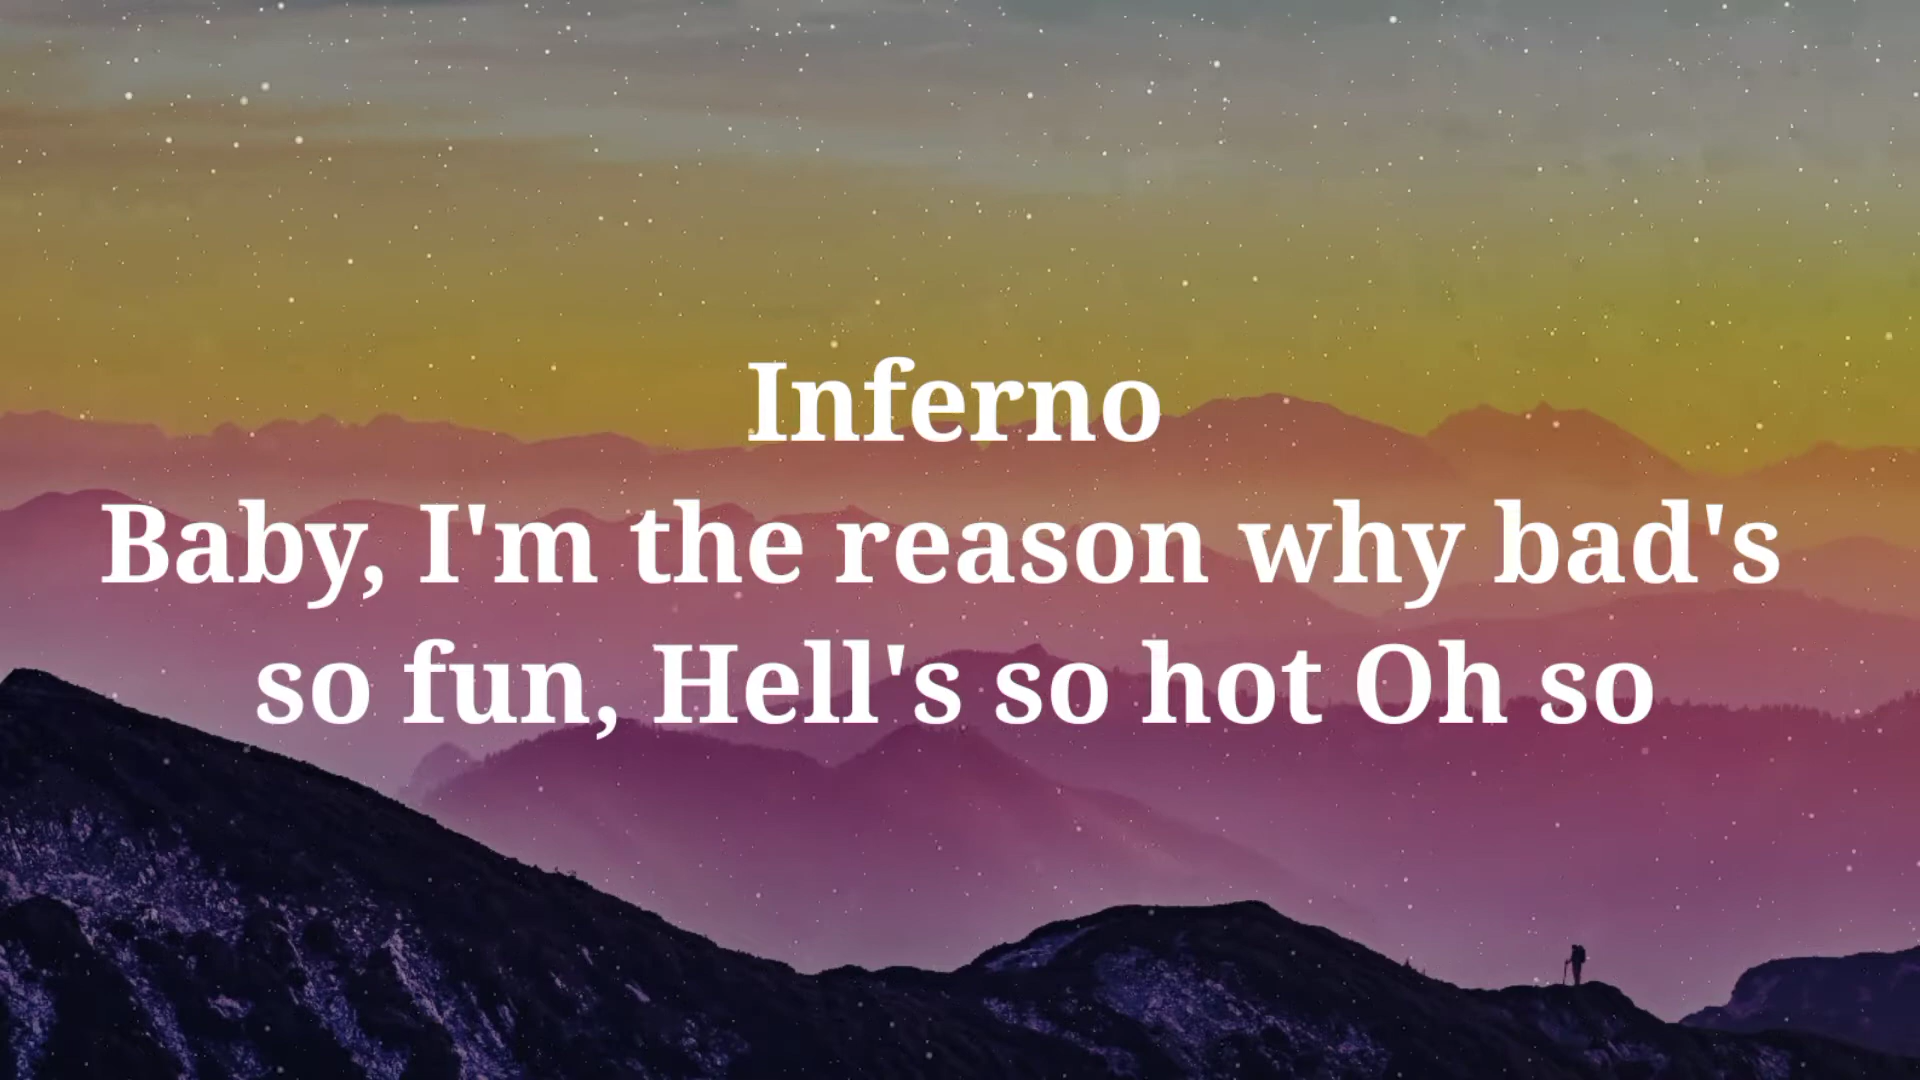 Inferno
Baby, I'm the reason why bad's
so fun, Hell's so hot Oh so